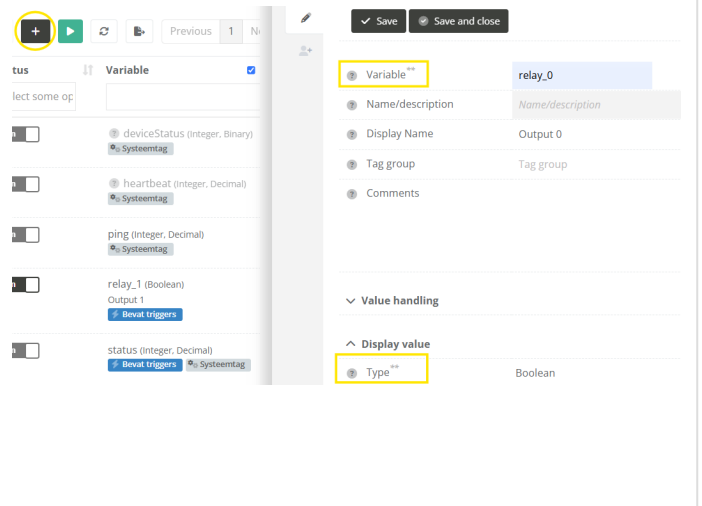 Previous 1
Save
Save and close
tus
Variable
lect some op
deviceStatus (Integer, Binary)
Systeemtag
heartbeat (Integer, Decimal)
Systeemtag
ping (Integer, Decimal)
Systeemtag
relay_1 (Boolean)
Output 1
Bevat triggers
status (Integer, Decimal)
Bevat triggers Systeemtag
Variable** relay_0
Name/description Name/description
Display Name Output 0
Tag group Tag group
Comments
Value handling
Display value
Type** Boolean